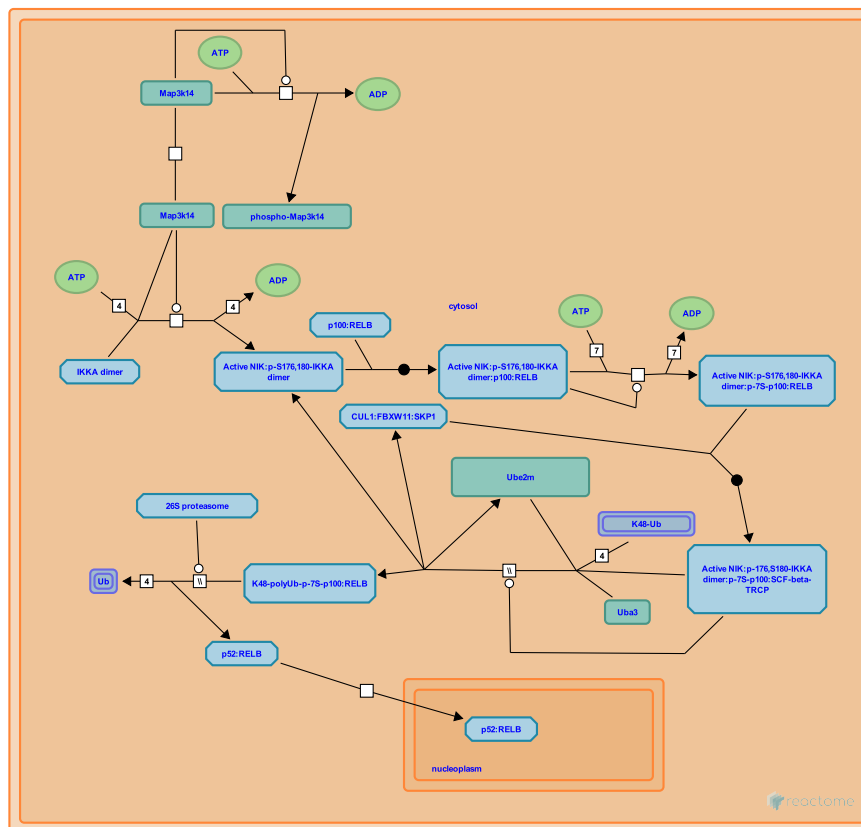 ATP
Map3k14
ADP
Map3k14
phospho-Map3k14
ATP
ADP
4
4
cytosol
p100:RELB
ATP
ADP
7
7
IKKA dimer
Active NIK:p-S176,180-IKKA
dimer
Active NIK:p-S176,180-IKKA
dimer:p100:RELB
Active NIK:p-S176,180-IKKA
dimer:p-7S-p100:RELB
CUL1:FBXW11:SKP1
Ube2m
26S proteasome
K48-Ub
4
\\
Active NIK:p-176,S180-IKKA
dimer:p-7S-p100:SCF-beta-
TRCP
Ub
4
\\
K48-polyUb-p-7S-p100:RELB
Uba3
p52:RELB
p52:RELB
nucleoplasm
reactome